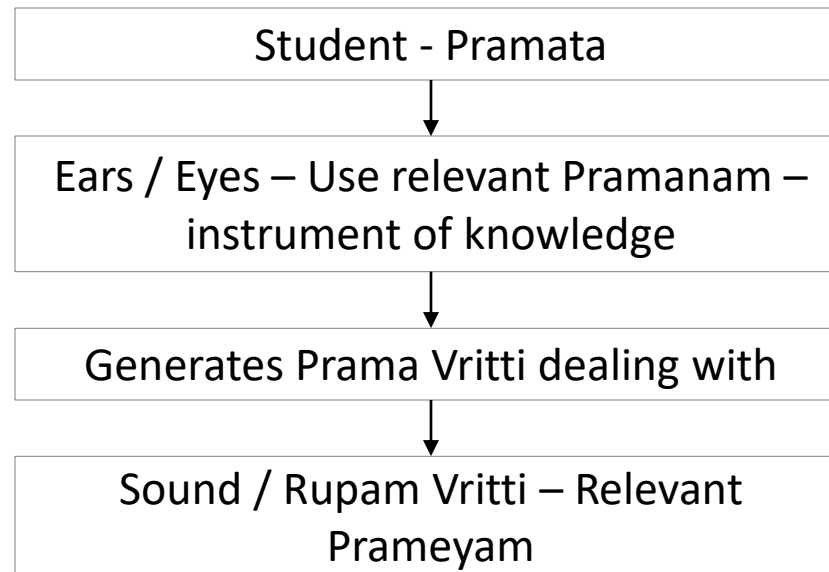 Student - Pramata
Ears / Eyes – Use relevant Pramanam –
instrument of knowledge
Generates Prama Vritti dealing with
Sound / Rupam Vritti – Relevant
Prameyam